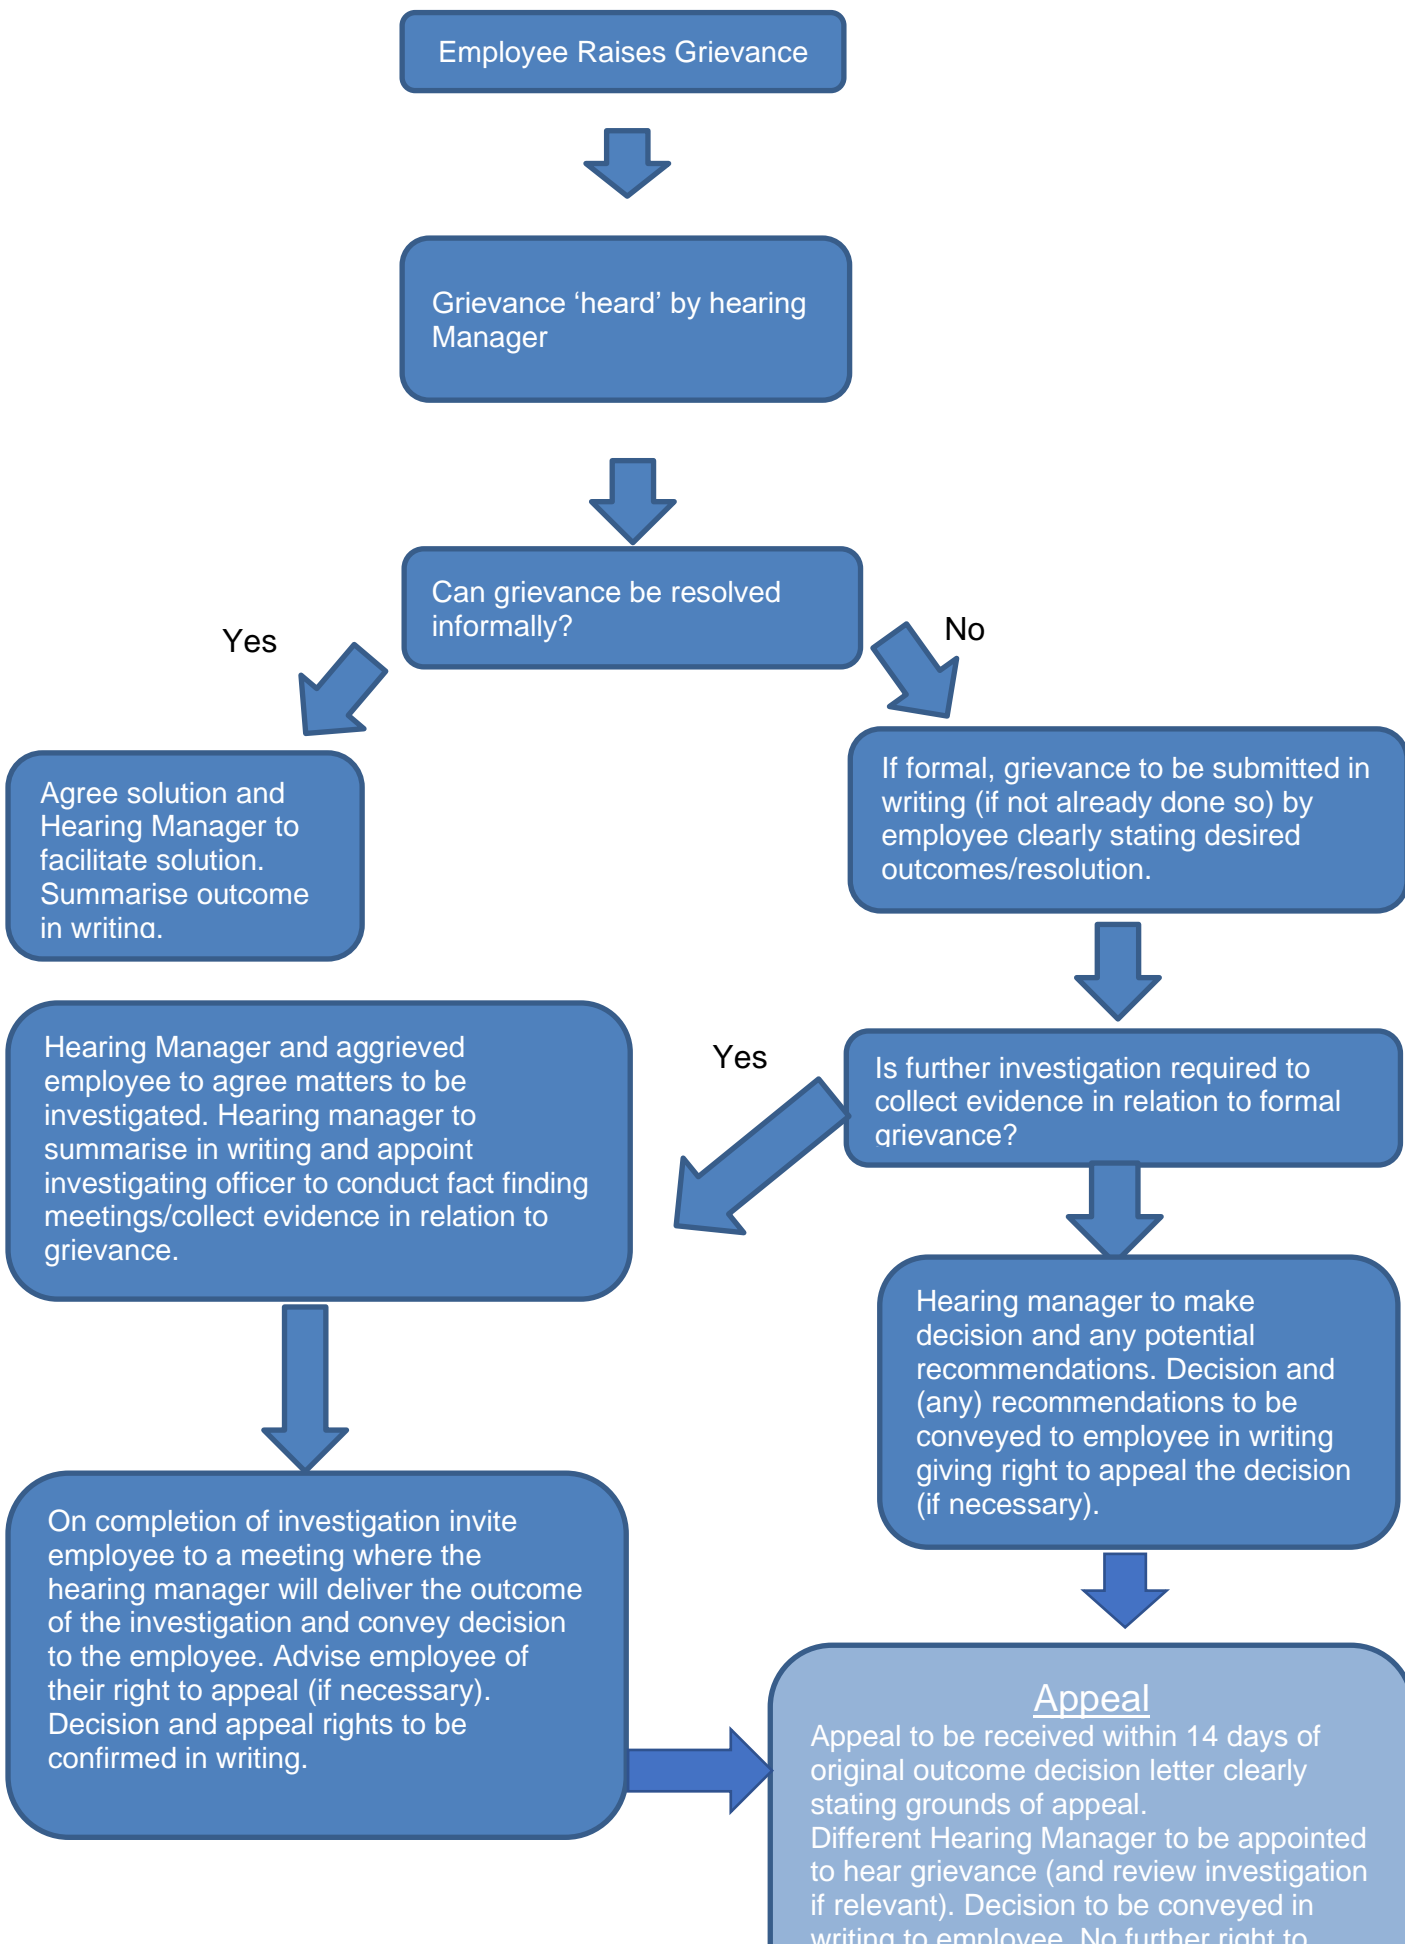 Employee Raises Grievance
Grievance ‘heard’ by hearing
Manager
Can grievance be resolved
informally?
Yes
No
Agree solution and
Hearing Manager to
facilitate solution.
Summarise outcome
in writing.
If formal, grievance to be submitted in
writing (if not already done so) by
employee clearly stating desired
outcomes/resolution.
Is further investigation required to
collect evidence in relation to formal
grievance?
Yes
Hearing Manager and aggrieved
employee to agree matters to be
investigated. Hearing manager to
summarise in writing and appoint
investigating officer to conduct fact finding
meetings/collect evidence in relation to
grievance.
Hearing manager to make
decision and any potential
recommendations. Decision and
(any) recommendations to be
conveyed to employee in writing
giving right to appeal the decision
(if necessary).
On completion of investigation invite
employee to a meeting where the
hearing manager will deliver the outcome
of the investigation and convey decision
to the employee. Advise employee of
their right to appeal (if necessary).
Decision and appeal rights to be
confirmed in writing.
Appeal
Appeal to be received within 14 days of
original outcome decision letter clearly
stating grounds of appeal.
Different Hearing Manager to be appointed
to hear grievance (and review investigation
if relevant). Decision to be conveyed in
writing to employee. No further right to